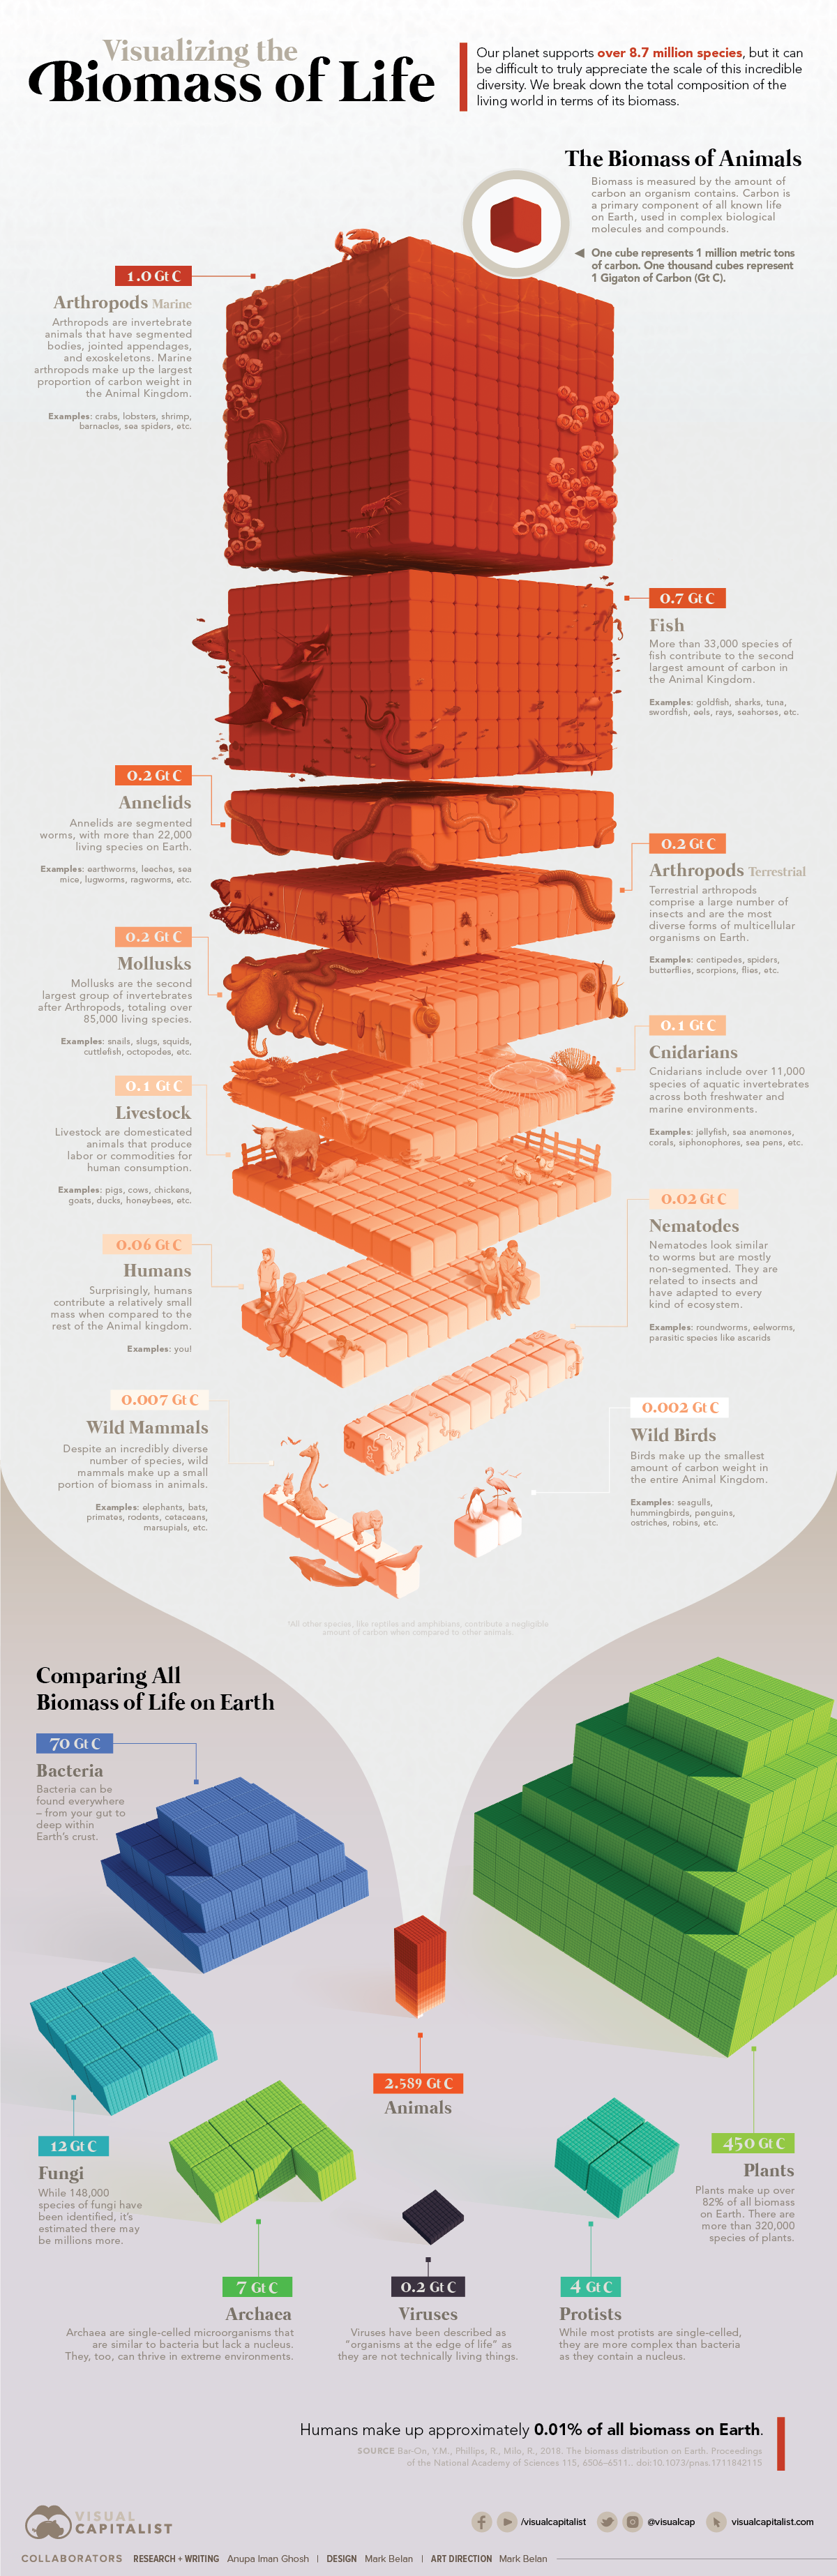 Visualizing the
Biomass of Life
Our planet supports over 8.7 million species, but it can
be difficult to truly appreciate the scale of this incredible
diversity. We break down the total composition of the
living world in terms of its biomass.
The Biomass of Animals
Biomass is measured by the amount of
carbon an organism contains. Carbon is
a primary component of all known life
on Earth, used in complex biological
molecules and compounds.
◀ One cube represents 1 million metric tons
of carbon. One thousand cubes represent
1 Gigaton of Carbon (Gt C).
1.0 Gt C
Arthropods Marine
Arthropods are invertebrate
animals that have segmented
bodies, jointed appendages,
and exoskeletons. Marine
arthropods make up the largest
proportion of carbon weight in
the Animal Kingdom.
Examples: crabs, lobsters, shrimp,
barnacles, sea spiders, etc.
0.7 Gt C
Fish
More than 33,000 species of
fish contribute to the second
largest amount of carbon in
the Animal Kingdom.
Examples: goldfish, sharks, tuna,
swordfish, eels, rays, seahorses, etc.
0.2 Gt C
Annelids
Annelids are segmented
worms, with more than 22,000
living species on Earth.
Examples: earthworms, leeches, sea
mice, lugworms, ragworms, etc.
0.2 Gt C
Arthropods Terrestrial
Terrestrial arthropods
comprise a large number of
insects and are the most
diverse forms of multicellular
organisms on Earth.
Examples: centipedes, spiders,
butterflies, scorpions, flies, etc.
0.2 Gt C
Mollusks
Mollusks are the second
largest group of invertebrates
after Arthropods, totaling over
85,000 living species.
Examples: snails, slugs, squids,
cuttlefish, octopodes, etc.
0.1 Gt C
Cnidarians
Cnidarians include over 11,000
species of aquatic invertebrates
across both freshwater and
marine environments.
Examples: jellyfish, sea anemones,
corals, siphonophores, sea pens, etc.
0.1 Gt C
Livestock
Livestock are domesticated
animals that produce
labor or commodities for
human consumption.
Examples: pigs, cows, chickens,
goats, ducks, honeybees, etc.
0.02 Gt C
Nematodes
Nematodes look similar
to worms but are mostly
non-segmented. They are
related to insects and
have adapted to every
kind of ecosystem.
Examples: roundworms, eelworms,
parasitic species like ascarids
0.06 Gt C
Humans
Surprisingly, humans
contribute a relatively small
mass when compared to the
rest of the Animal kingdom.
Examples: you!
0.007 Gt C
Wild Mammals
Despite an incredibly diverse
number of species, wild
mammals make up a small
portion of biomass in animals.
Examples: elephants, bats,
primates, rodents, cetaceans,
marsupials, etc.
0.002 Gt C
Wild Birds
Birds make up the smallest
amount of carbon weight in
the entire Animal Kingdom.
Examples: seagulls,
hummingbirds, penguins,
ostriches, robins, etc.
*All other species, like reptiles and amphibians, contribute a negligible
amount of carbon when compared to other animals.
Comparing All
Biomass of Life on Earth
70 Gt C
Bacteria
Bacteria can be
found everywhere
– from your gut to
deep within
Earth's crust.
2.589 Gt C
Animals
12 Gt C
Fungi
While 148,000
species of fungi have
been identified, it's
estimated there may
be millions more.
450 Gt C
Plants
Plants make up over
82% of all biomass
on Earth. There are
more than 320,000
species of plants.
7 Gt C
Archaea
Archaea are single-celled microorganisms that
are similar to bacteria but lack a nucleus.
They, too, can thrive in extreme environments.
0.2 Gt C
Viruses
Viruses have been described as
"organisms at the edge of life" as
they are not technically living things.
4 Gt C
Protists
While most protists are single-celled,
they are more complex than bacteria
as they contain a nucleus.
Humans make up approximately 0.01% of all biomass on Earth.
SOURCE Bar-On, Y.M., Phillips, R., Milo, R., 2018. The biomass distribution on Earth. Proceedings
of the National Academy of Sciences 115, 6506–6511.. doi:10.1073/pnas.1711842115
VISUAL
CAPITALIST
/visualcapitalist
@visualcap
visualcapitalist.com
COLLABORATORS RESEARCH + WRITING Anupa Iman Ghosh | DESIGN Mark Belan | ART DIRECTION Mark Belan